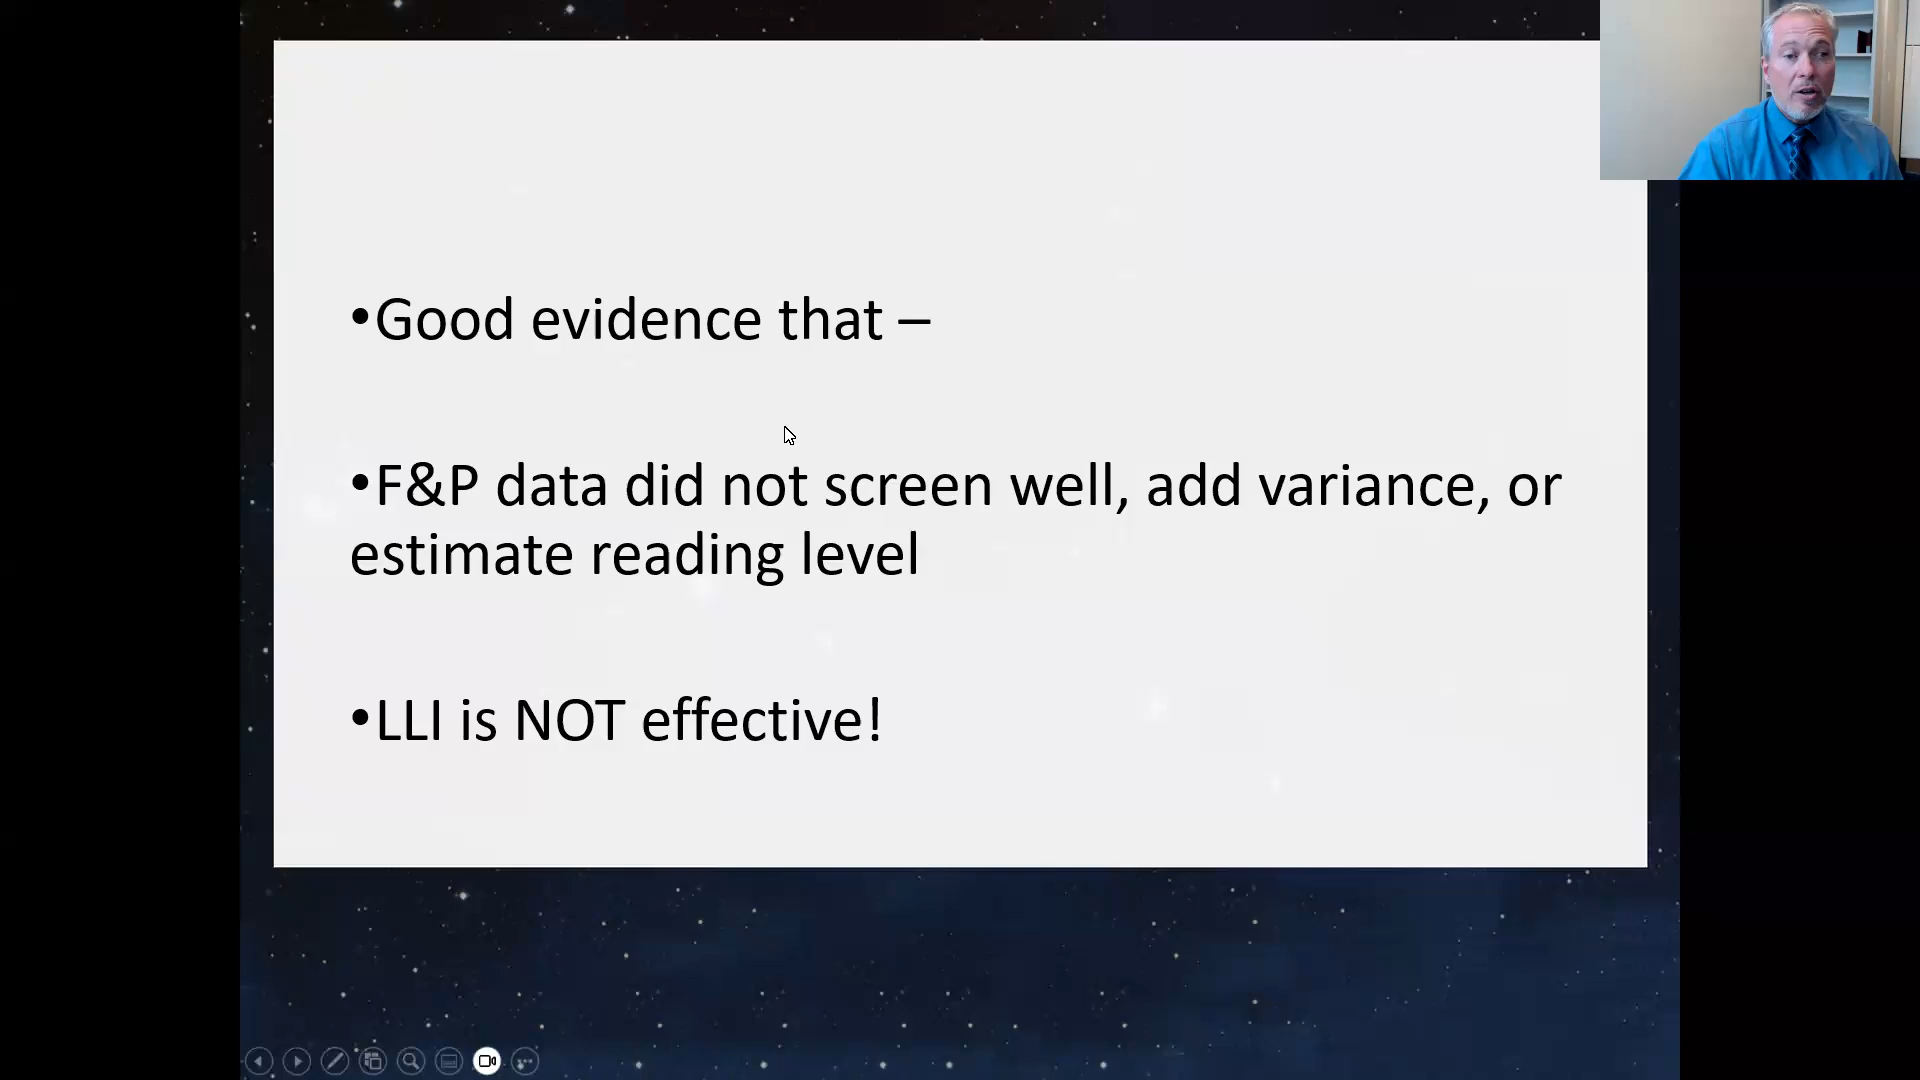 •Good evidence that –
•F&P data did not screen well, add variance, or
estimate reading level
•LLI is NOT effective!